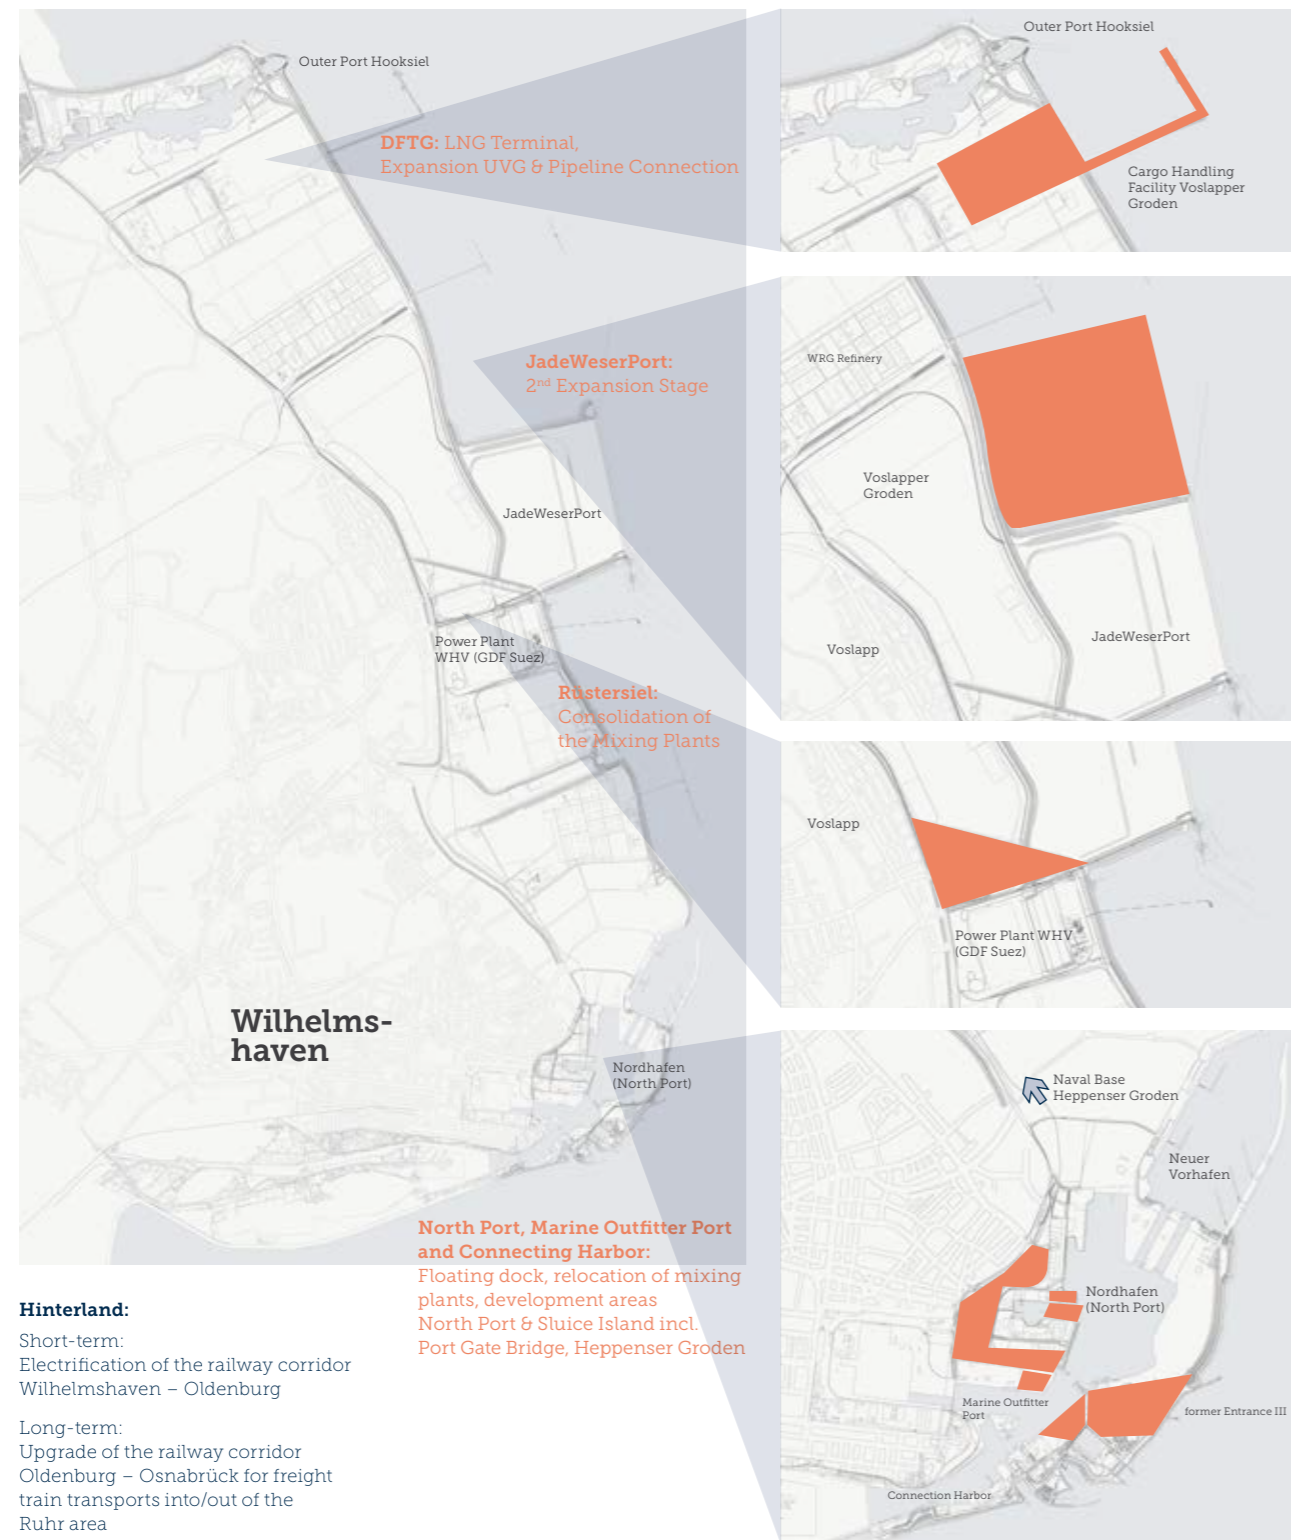 Outer Port Hooksiel
DFTG: LNG Terminal,
Expansion UVG & Pipeline Connection
JadeWeserPort:
2nd Expansion Stage
JadeWeserPort
Power Plant
WHV (GDF Suez)
Rüstersiel:
Consolidation of
the Mixing Plants
Wilhelms-
haven
Nordhafen
(North Port)
North Port, Marine Outfitter Port
and Connecting Harbor:
Floating dock, relocation of mixing
plants, development areas
North Port & Sluice Island incl.
Port Gate Bridge, Heppenser Groden
Hinterland:
Short-term:
Electrification of the railway corridor
Wilhelmshaven – Oldenburg
Long-term:
Upgrade of the railway corridor
Oldenburg – Osnabrück for freight
train transports into/out of the
Ruhr area
Outer Port Hooksiel
Cargo Handling
Facility Voslapper
Groden
WRG Refinery
Voslapper
Groden
Voslapp
JadeWeserPort
Voslapp
Power Plant WHV
(GDF Suez)
Naval Base
Heppenser Groden
Neuer
Vorhafen
Nordhafen
(North Port)
Marine Outfitter
Port
former Entrance III
Connection Harbor